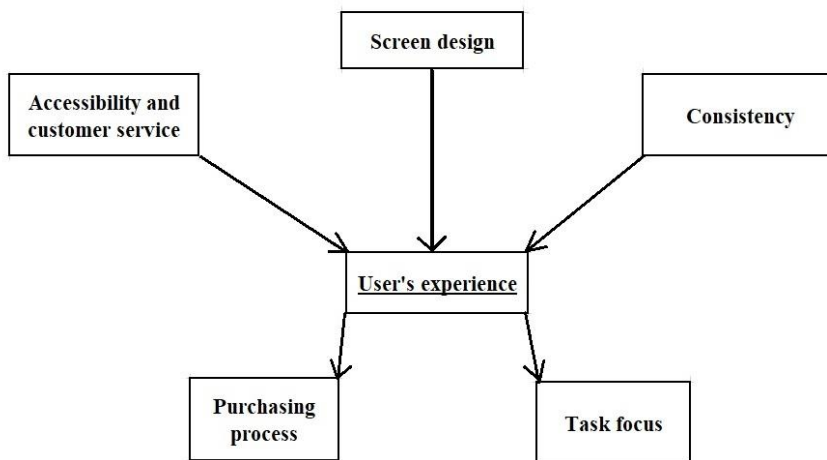 Screen design
Accessibility and
customer service
Consistency
User's experience
Purchasing
process
Task focus